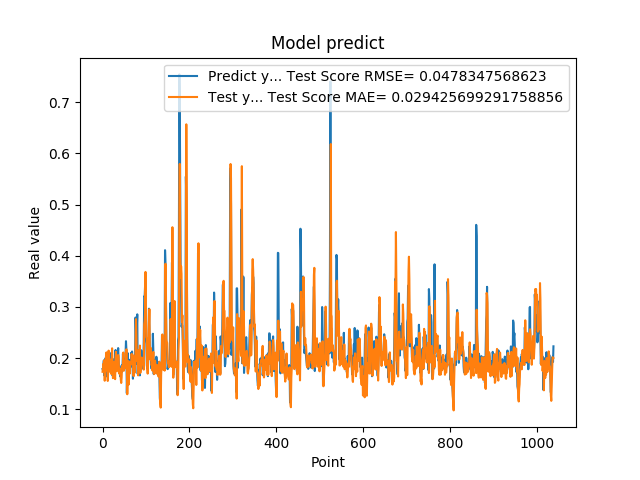 Model predict
Predict y... Test Score RMSE= 0.0478347568623
Test y... Test Score MAE= 0.029425699291758856
0.7
0.6
0.5
0.4
0.3
0.2
0.1
Real value
0 200 400 600 800 1000
Point